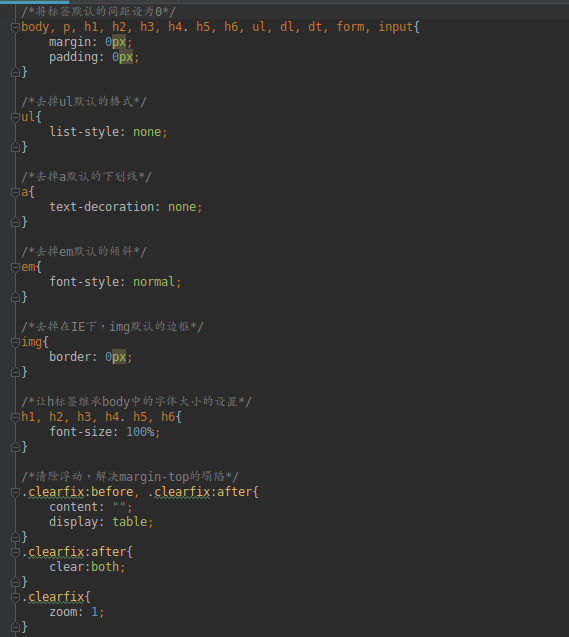 /*将标签默认的间距设为0*/
body, p, h1, h2, h3, h4. h5, h6, ul, dl, dt, form, input{
margin: 0px;
padding: 0px;
}
/*去掉ul默认的格式*/
ul{
list-style: none;
}
/*去掉a默认的下划线*/
a{
text-decoration: none;
}
/*去掉em默认的倾斜*/
em{
font-style: normal;
}
/*去掉在IE下，img默认的边框*/
img{
border: 0px;
}
/*让h标签继承body中的字体大小的设置*/
h1, h2, h3, h4. h5, h6{
font-size: 100%;
}
/*清除浮动，解决margin-top的塌陷*/
.clearfix:before, .clearfix:after{
content: "";
display: table;
}
.clearfix:after{
clear:both;
}
.clearfix{
zoom: 1;
}